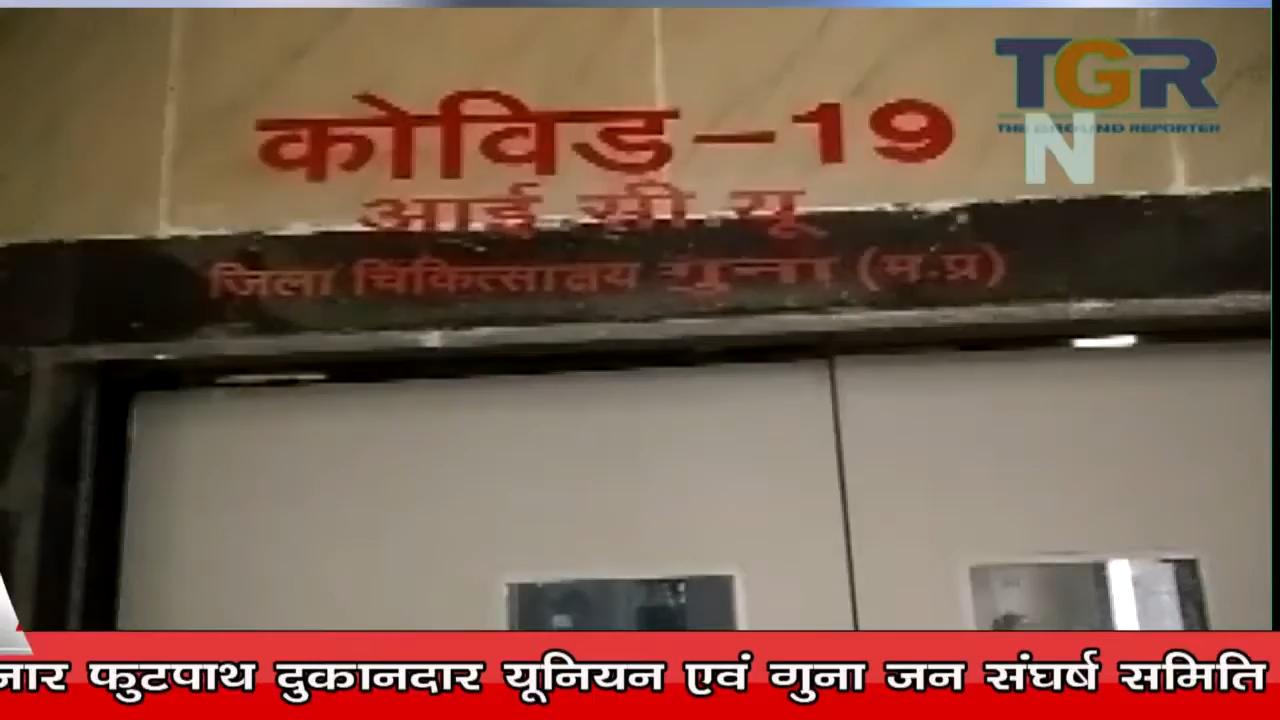 TGR
THE GROUND REPORTER
N
कोविड-19
आई सी यू
जिला चिकित्सालय गुना (म.प्र)
नार फुटपाथ दुकानदार यूनियन एवं गुना जन संघर्ष समिति